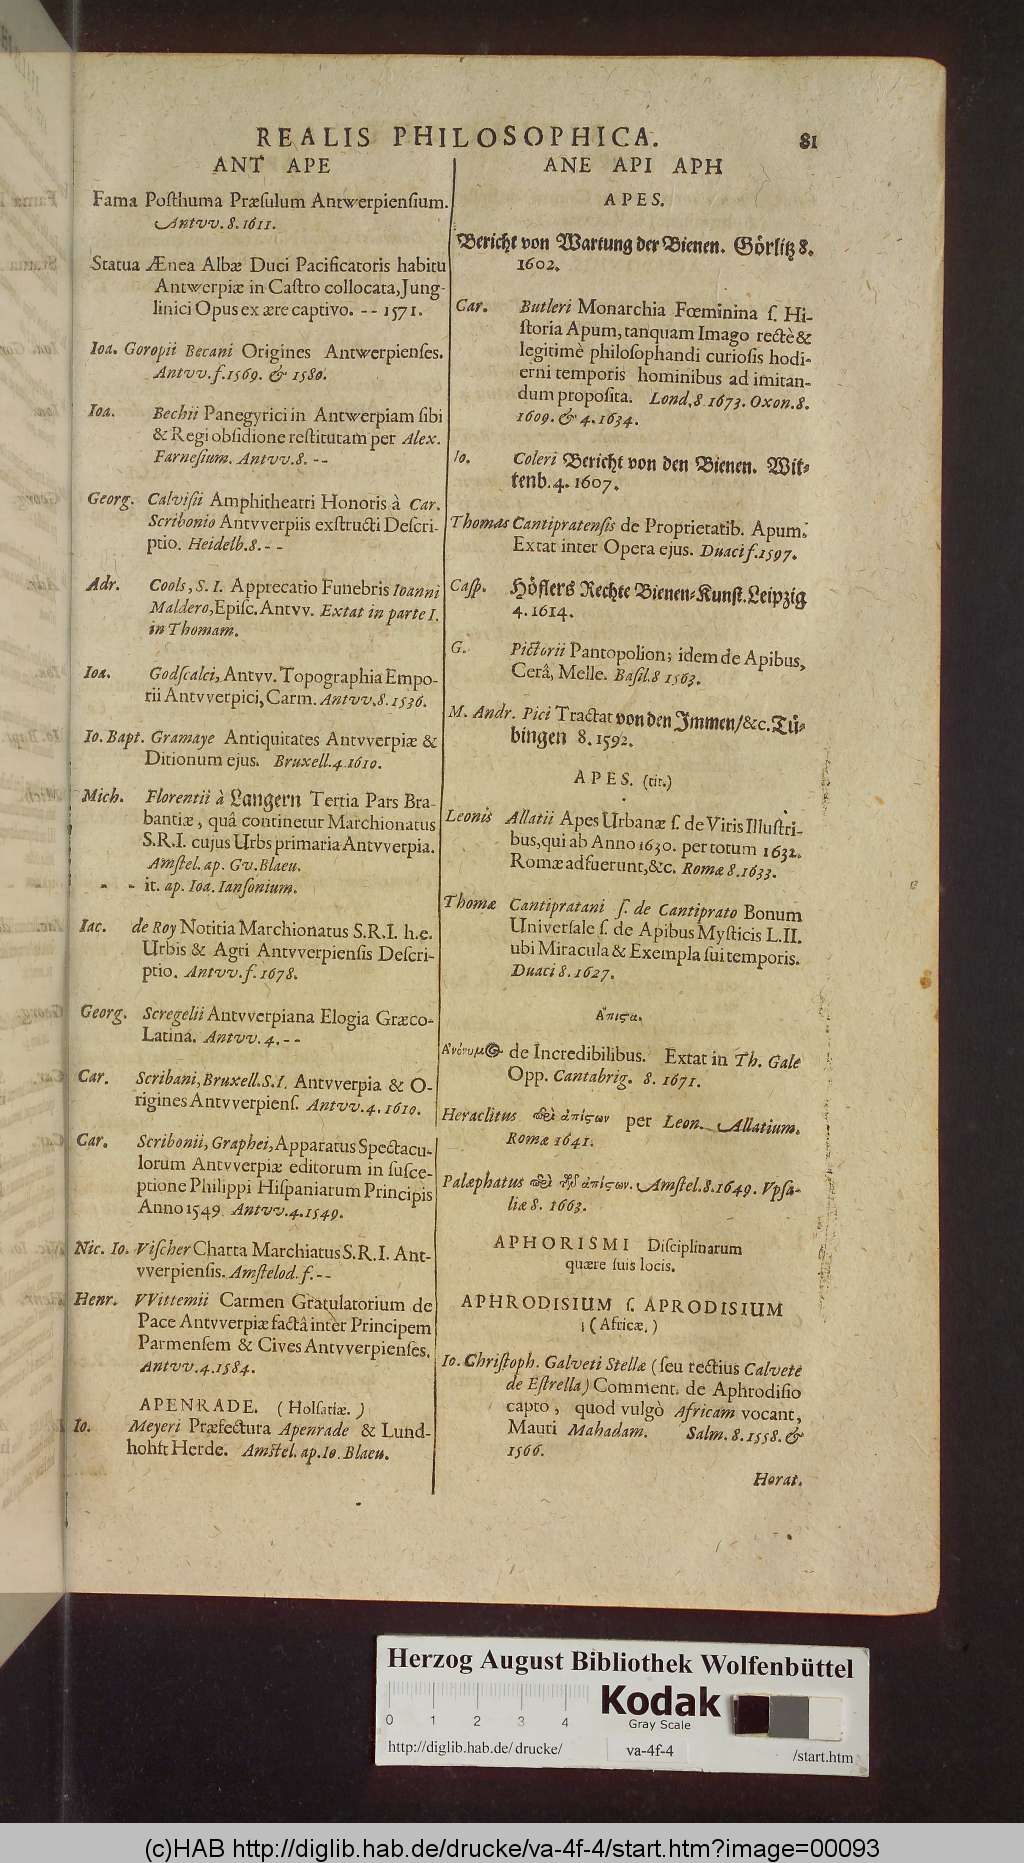 REALIS PHILOSOPHICA. 81
ANT APE
Fama Poſthuma Præſulum Antwerpienſium.
Antvv. 8. 1611.
Statua Ænea Albæ Duci Pacificatoris habitu
Antwerpiæ in Caſtro collocata, Jung-
linici Opus ex ære captivo. -- 1571.
Ioa. Goropii Becani Origines Antwerpienſes.
Antvv. f. 1569. & 1580.
Ioa. Bechii Panegyrici in Antwerpiam ſibi
& Regi obſidione reſtitutam per Alex.
Farneſium. Antvv. 8. --
Georg. Calviſii Amphitheatri Honoris à Car.
Scribonio Antvverpiis exſtructi Deſcri-
ptio. Heidelb. 8. --
Adr. Cools, S. I. Apprecatio Funebris Ioanni
Maldero, Epiſc. Antvv. Extat in parte I.
in Thomam.
Ioa. Godſcalci, Antvv. Topographia Empo-
rii Antvverpici, Carm. Antvv. 8. 1536.
Io. Bapt. Gramaye Antiquitates Antvverpiæ &
Ditionum ejus. Bruxell. 4. 1610.
Mich. Florentii à Langern Tertia Pars Bra-
bantiæ, quâ continetur Marchionatus
S.R.I. cujus Urbs primaria Antvverpia.
Amſtel. ap. Gv. Blaeu.
- - it. ap. Ioa. Ianſonium.
Iac. de Roy Notitia Marchionatus S.R.I. h.e.
Urbis & Agri Antvverpienſis Deſcri-
ptio. Antvv. f. 1678.
Georg. Scregelii Antvverpiana Elogia Græco-
Latina. Antvv. 4. --
Car. Scribani, Bruxell. S.I. Antvverpia & O-
rigines Antvverpienſ. Antvv. 4. 1610.
Car. Scribonii, Graphei, Apparatus Spectacu-
lorum Antvverpiæ editorum in ſuſce-
ptione Philippi Hiſpaniarum Principis
Anno 1549. Antvv. 4. 1549.
Nic. Io. Viſcher Charta Marchiatus S.R.I. Ant-
vverpienſis. Amſtelod. f. --
Henr. VVittemii Carmen Gratulatorium de
Pace Antvverpiæ factâ inter Principem
Parmenſem & Cives Antvverpienſes.
Antvv. 4. 1584.
APENRADE. (Holſatiæ.)
Io. Meyeri Præfectura Apenrade & Lund-
hohft Herde. Amſtel. ap. Io. Blaeu.
ANE API APH
APES.
Bericht von Wartung der Bienen. Görlitz 8.
1602.
Car. Butleri Monarchia Fœminina ſ. Hi-
ſtoria Apum, tanquam Imago rectè &
legitimè philoſophandi curioſis hodi-
erni temporis hominibus ad imitan-
dum propoſita. Lond, 8 1673. Oxon. 8.
1609. & 4. 1634.
Io. Coleri Bericht von den Bienen. Wit-
tenb. 4. 1607.
Thomas Cantipratenſis de Proprietatib. Apum.
Extat inter Opera ejus. Duaci f. 1597.
Caſp. Höflers Rechte Bienen-Kunſt. Leipzig
4. 1614.
G. Pictorii Pantopolion; idem de Apibus,
Cerâ, Melle. Baſil. 8 1563.
M. Andr. Pici Tractat von den Immen/ &c. Tü-
bingen 8. 1592.
APES. (tit.)
Leonis Allatii Apes Urbanæ ſ. de Viris Illuſtri-
bus, qui ab Anno 1630. per totum 1632.
Romæ adfuerunt, &c. Romæ 8. 1633.
Thomæ Cantipratani ſ. de Cantiprato Bonum
Univerſale ſ. de Apibus Myſticis L. II.
ubi Miracula & Exempla ſui temporis.
Duaci 8. 1627.
Απιϛα.
Ανόνυμ de Incredibilibus. Extat in Th. Gale
Opp. Cantabrig. 8. 1671.
Heraclitus περὶ ἀπίϛων per Leon. Allatium.
Romæ 1641.
Palæphatus περὶ τῶν ἀπίϛων. Amſtel. 8. 1649. Vpſa-
liæ 8. 1663.
APHORISMI Diſciplinarum
quære ſuis locis.
APHRODISIUM ſ. APRODISIUM
(Africæ.)
Io. Chriſtoph. Galveti Stellæ (ſeu rectius Calvete
de Eſtrella) Comment. de Aphrodiſio
capto, quod vulgò Africam vocant,
Mauri Mahadam. Salm. 8. 1558. &
1566.
Horat.
Herzog August Bibliothek Wolfenbüttel
0 1 2 3 4
Kodak
Gray Scale
http://diglib.hab.de/drucke/ va-4f-4 /start.htm
(c)HAB http://diglib.hab.de/drucke/va-4f-4/start.htm?image=00093